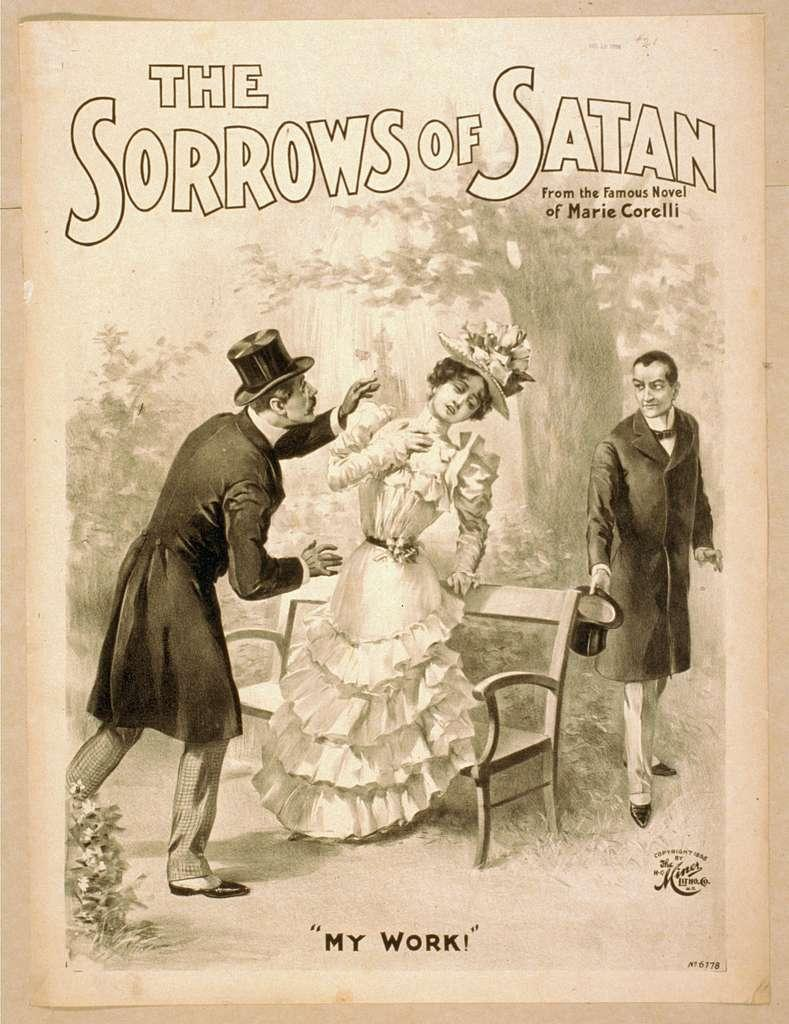 THE
SORROWS OF SATAN
From the Famous Novel
of Marie Corelli
COPYRIGHT 1898
BY
The
H.C. Miner
LITHO. CO.
N.Y.
"MY WORK!"
No. 6778